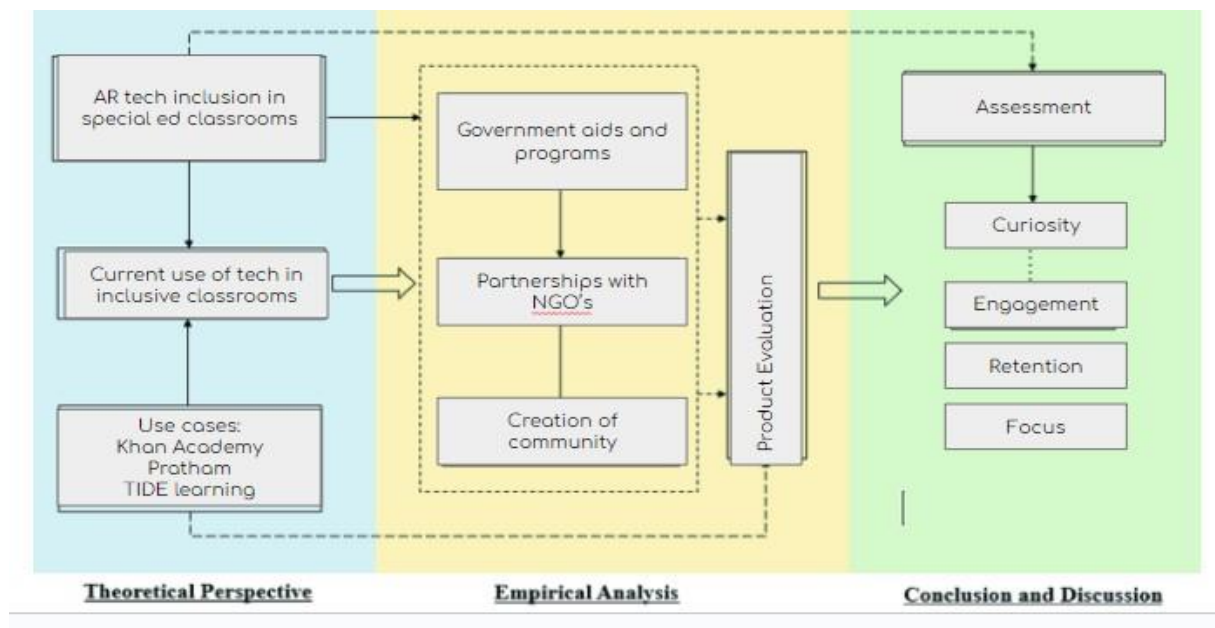 AR tech inclusion in
special ed classrooms
Current use of tech in
inclusive classrooms
Use cases:
Khan Academy
Pratham
TIDE learning
Theoretical Perspective
Government aids and
programs
Partnerships with
NGO's
Creation of
community
Product Evaluation
Empirical Analysis
Assessment
Curiosity
Engagement
Retention
Focus
Conclusion and Discussion